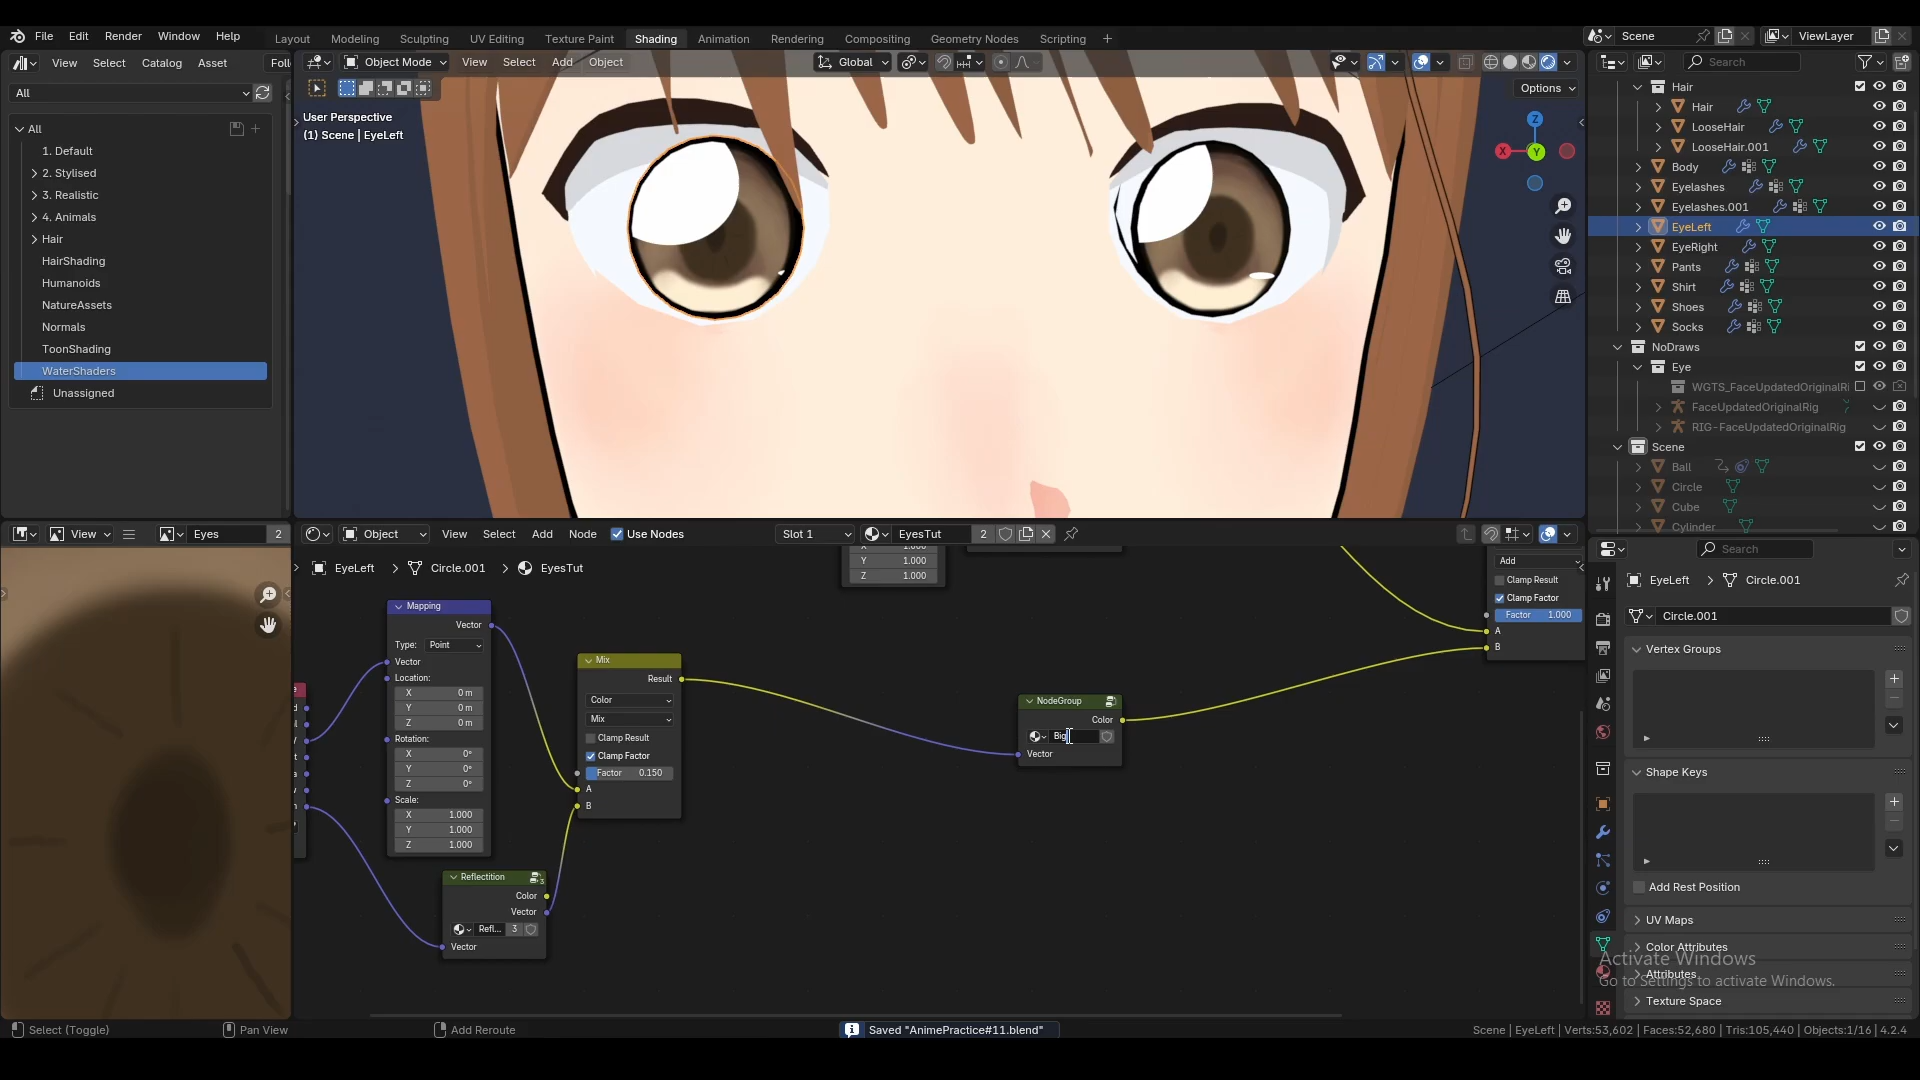 File Edit Render Window Help
Layout Modeling Sculpting UV Editing Texture Paint Shading Animation Rendering Compositing Geometry Nodes Scripting
Scene
ViewLayer
View Select Catalog Asset Foll
All
All
1. Default
2. Stylised
3. Realistic
4. Animals
Hair
HairShading
Humanoids
NatureAssets
Normals
ToonShading
WaterShaders
Unassigned
Object Mode View Select Add Object Global
Options
User Perspective
(1) Scene | EyeLeft
Z
X
Y
Search
Hair
Hair
LooseHair
LooseHair.001
Body
Eyelashes
Eyelashes.001
EyeLeft
EyeRight
Pants
Shirt
Shoes
Socks
NoDraws
Eye
WGTS_FaceUpdatedOriginalRi
FaceUpdatedOriginalRig
RIG-FaceUpdatedOriginalRig
Scene
Ball
Circle
Cube
Cylinder
View Eyes 2
Object View Select Add Node Use Nodes Slot 1 EyesTut 2
EyeLeft > Circle.001 > EyesTut
Mapping
Vector
Type: Point
Vector
Location:
X 0 m
Y 0 m
Z 0 m
Rotation:
X 0°
Y 0°
Z 0°
Scale:
X 1.000
Y 1.000
Z 1.000
Reflectition
Color
Vector
Refl... 3
Vector
Mix
Result
Color
Mix
Clamp Result
Clamp Factor
Factor 0.150
A
B
Y 1.000
Z 1.000
NodeGroup
Color
Big
Vector
Add
Clamp Result
Clamp Factor
Factor 1.000
A
B
Search
EyeLeft > Circle.001
Circle.001
Vertex Groups
Shape Keys
Add Rest Position
UV Maps
Color Attributes
Attributes
Texture Space
Activate Windows
Go to Settings to activate Windows.
Select (Toggle) Pan View Add Reroute Saved "AnimePractice#11.blend" Scene | EyeLeft | Verts:53,602 | Faces:52,680 | Tris:105,440 | Objects:1/16 | 4.2.4